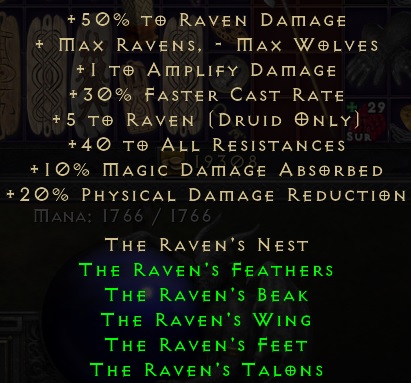 +50% to Raven Damage
+ Max Ravens, - Max Wolves
+1 to Amplify Damage
+30% Faster Cast Rate
+5 to Raven (Druid Only)
+40 to All Resistances
+10% Magic Damage Absorbed
+20% Physical Damage Reduction
Mana: 1766 / 1766
The Raven's Nest
The Raven's Feathers
The Raven's Beak
The Raven's Wing
The Raven's Feet
The Raven's Talons